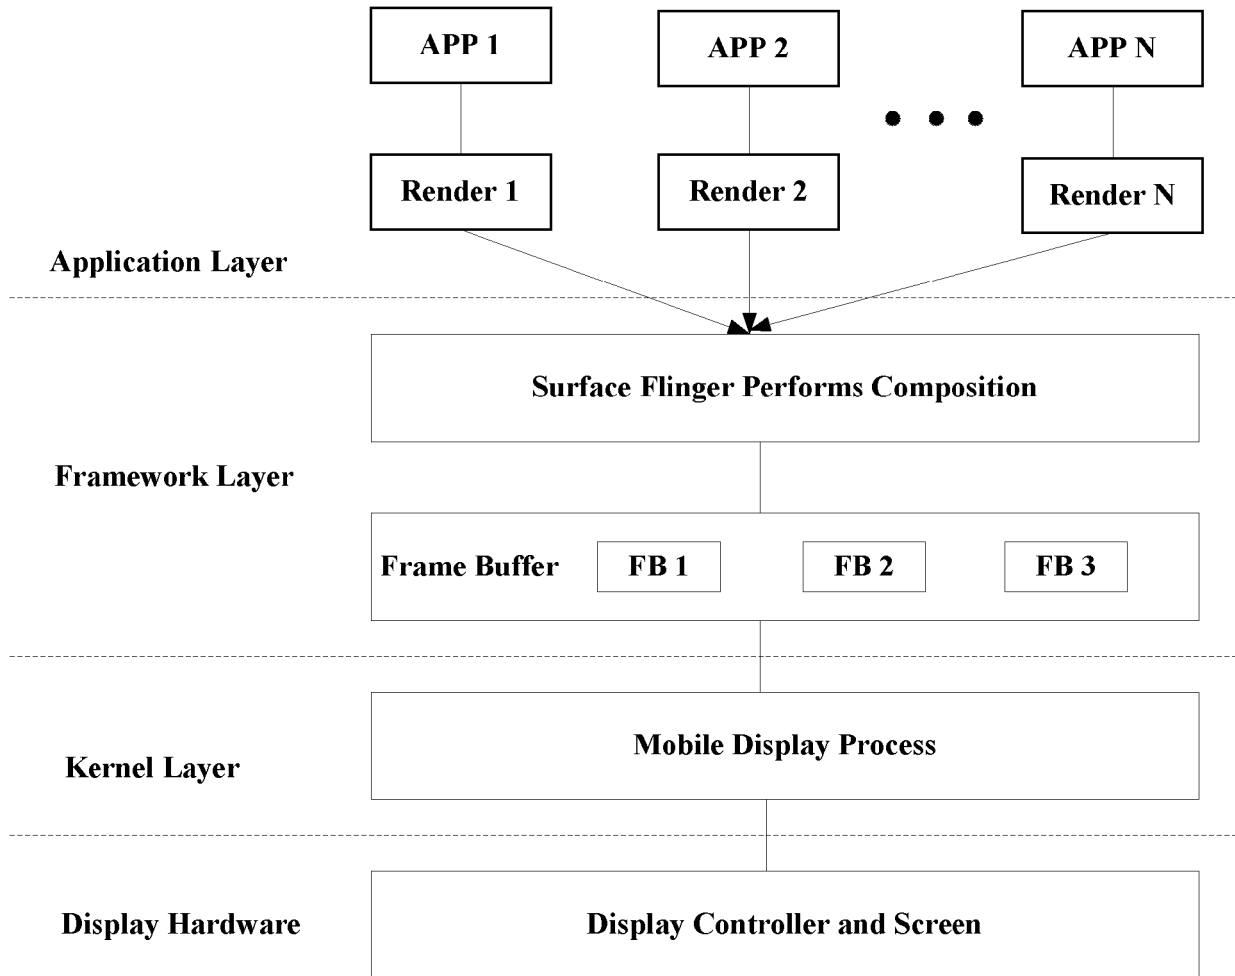 APP 1
APP 2
APP N
Render 1
Render 2
Render N
Application Layer
Surface Flinger Performs Composition
Framework Layer
Frame Buffer
FB 1
FB 2
FB 3
Mobile Display Process
Kernel Layer
Display Hardware
Display Controller and Screen